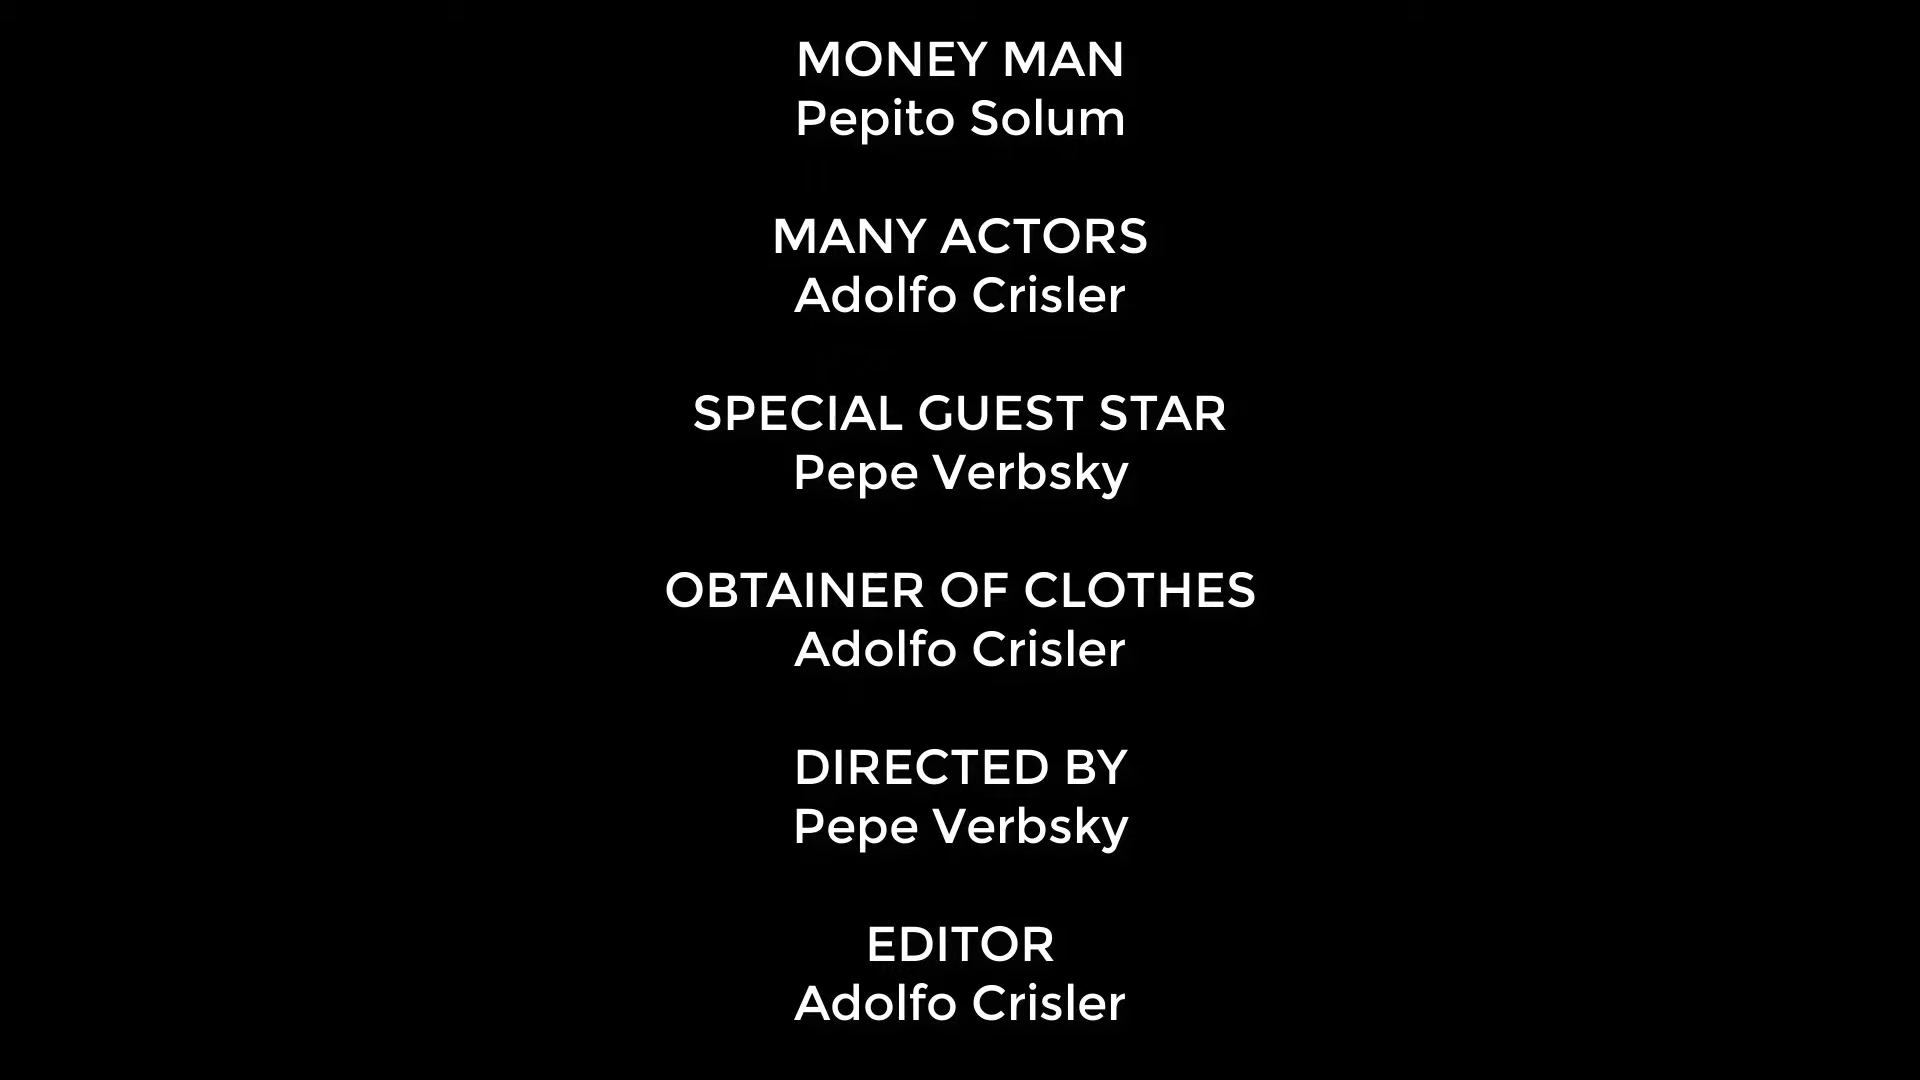 MONEY MAN
Pepito Solum
MANY ACTORS
Adolfo Crisler
SPECIAL GUEST STAR
Pepe Verbsky
OBTAINER OF CLOTHES
Adolfo Crisler
DIRECTED BY
Pepe Verbsky
EDITOR
Adolfo Crisler